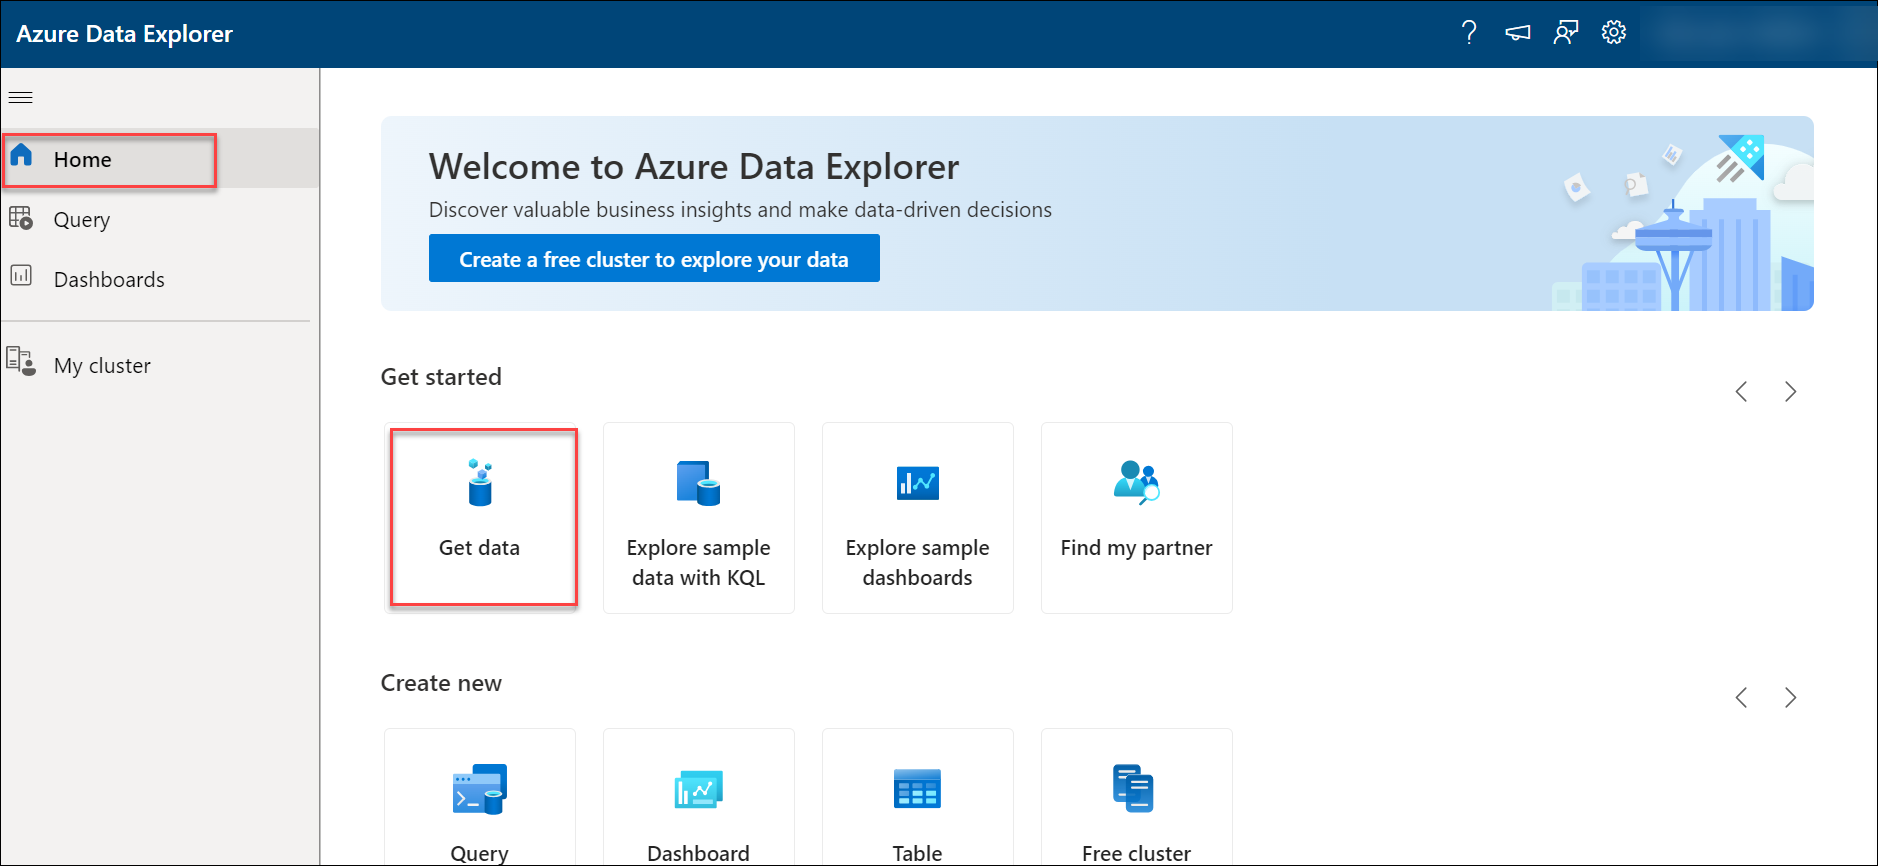 Azure Data Explorer
Home
Query
Dashboards
My cluster
Welcome to Azure Data Explorer
Discover valuable business insights and make data-driven decisions
Create a free cluster to explore your data
Get started
Get data
Explore sample
data with KQL
Explore sample
dashboards
Find my partner
Create new
Query
Dashboard
Table
Free cluster